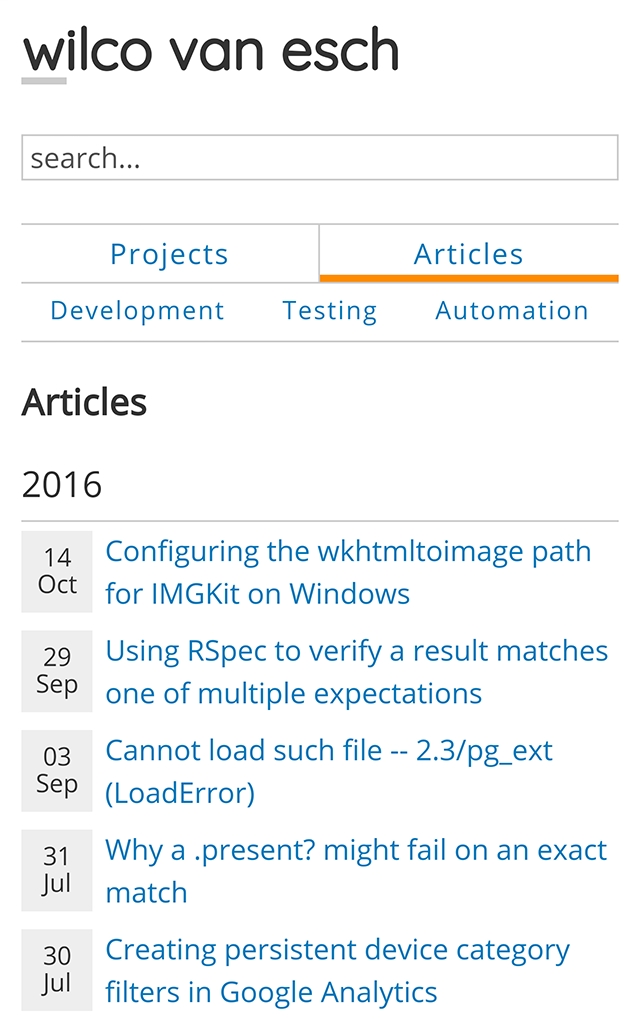 wilco van esch
search...
Projects
Articles
Development
Testing
Automation
Articles
2016
14
Oct
Configuring the wkhtmltoimage path
for IMGKit on Windows
29
Sep
Using RSpec to verify a result matches
one of multiple expectations
03
Sep
Cannot load such file -- 2.3/pg_ext
(LoadError)
31
Jul
Why a .present? might fail on an exact
match
30
Jul
Creating persistent device category
filters in Google Analytics